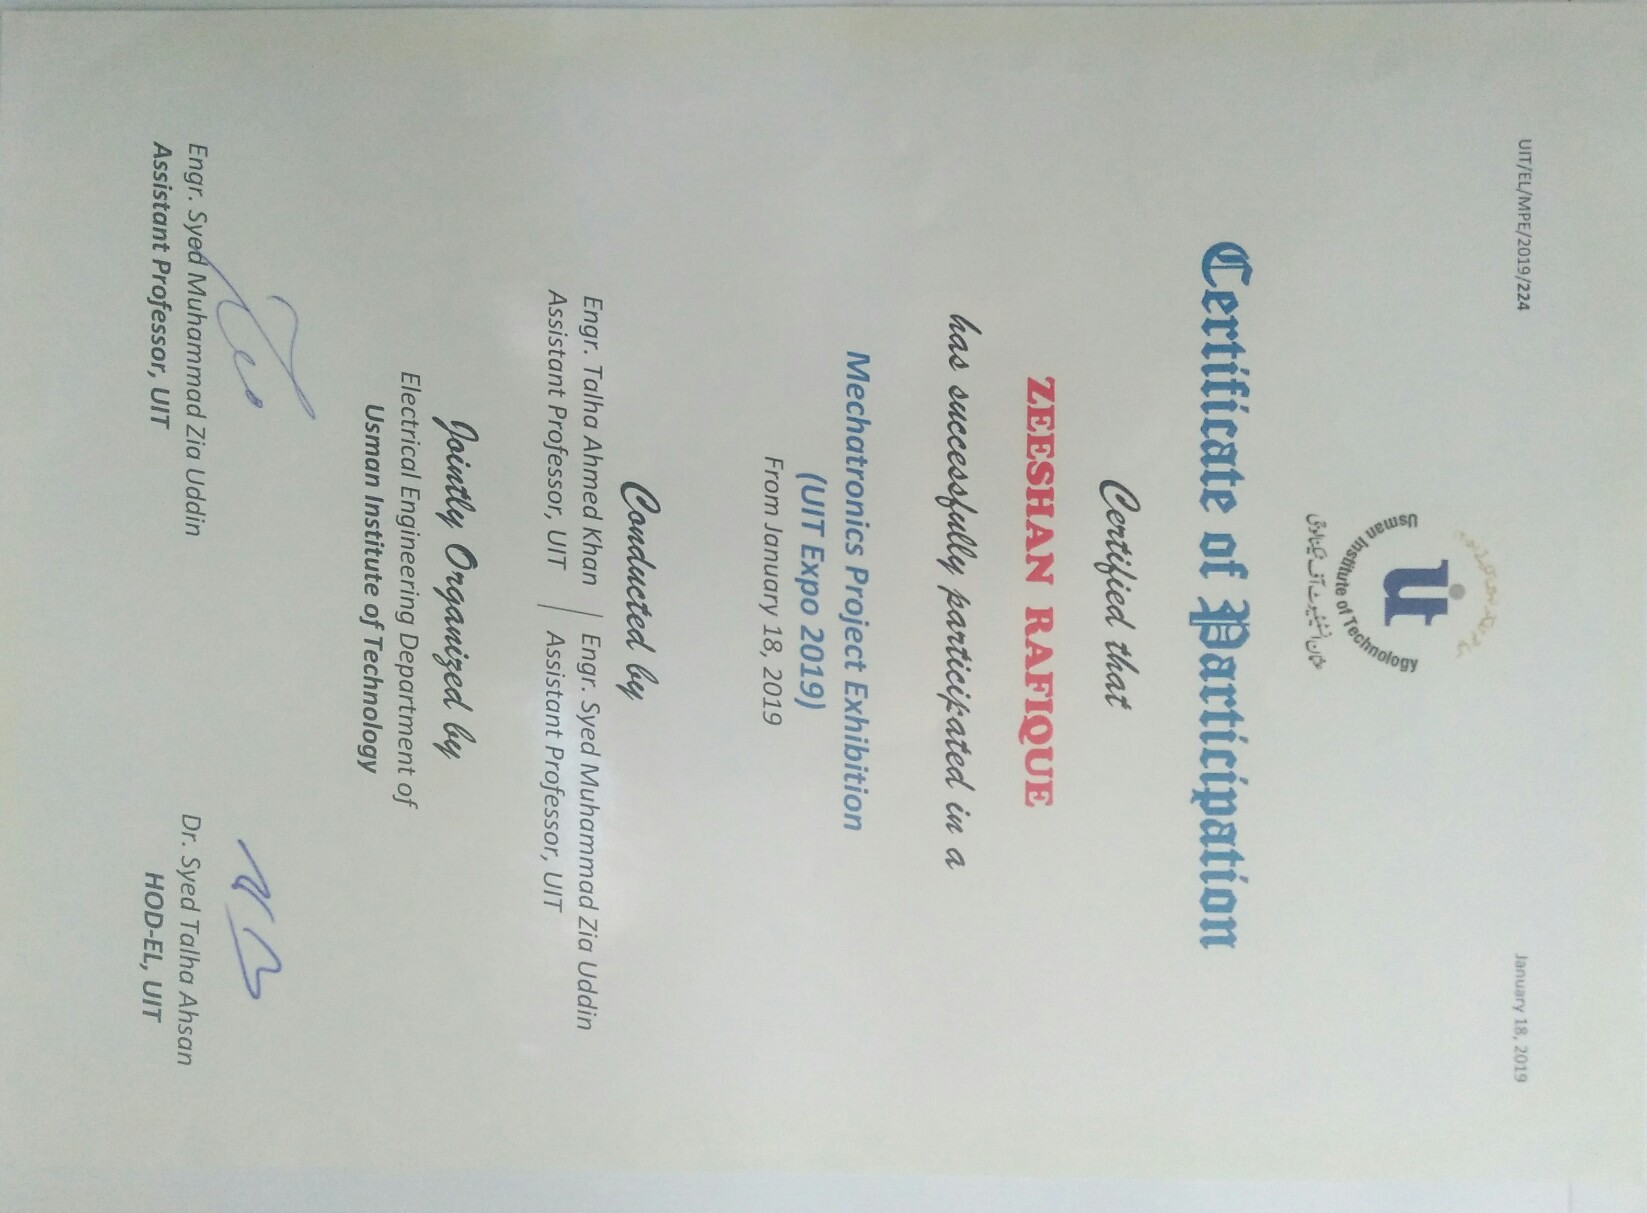 UIT/EL/MPE/2019/224
January 18, 2019
uit
Usman Institute of Technology
Certificate of Participation
Certified that
ZEESHAN RAFIQUE
has successfully participated in a
Mechatronics Project Exhibition
(UIT Expo 2019)
From January 18, 2019
Conducted by
Engr. Talha Ahmed Khan | Engr. Syed Muhammad Zia Uddin
Assistant Professor, UIT | Assistant Professor, UIT
Jointly Organized by
Electrical Engineering Department of
Usman Institute of Technology
Engr. Syed Muhammad Zia Uddin
Assistant Professor, UIT
Dr. Syed Talha Ahsan
HOD-EL, UIT